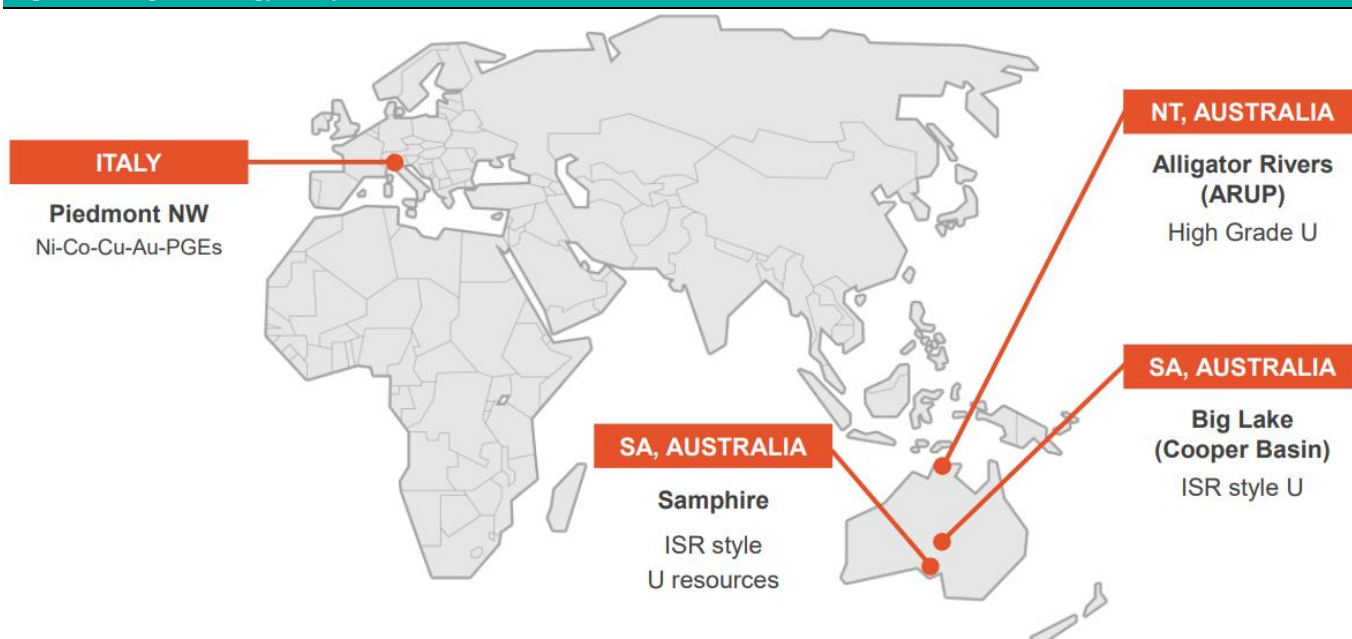 ITALY
Piedmont NW
Ni-Co-Cu-Au-PGEs
NT, AUSTRALIA
Alligator Rivers
(ARUP)
High Grade U
SA, AUSTRALIA
Big Lake
(Cooper Basin)
ISR style U
SA, AUSTRALIA
Samphire
ISR style
U resources